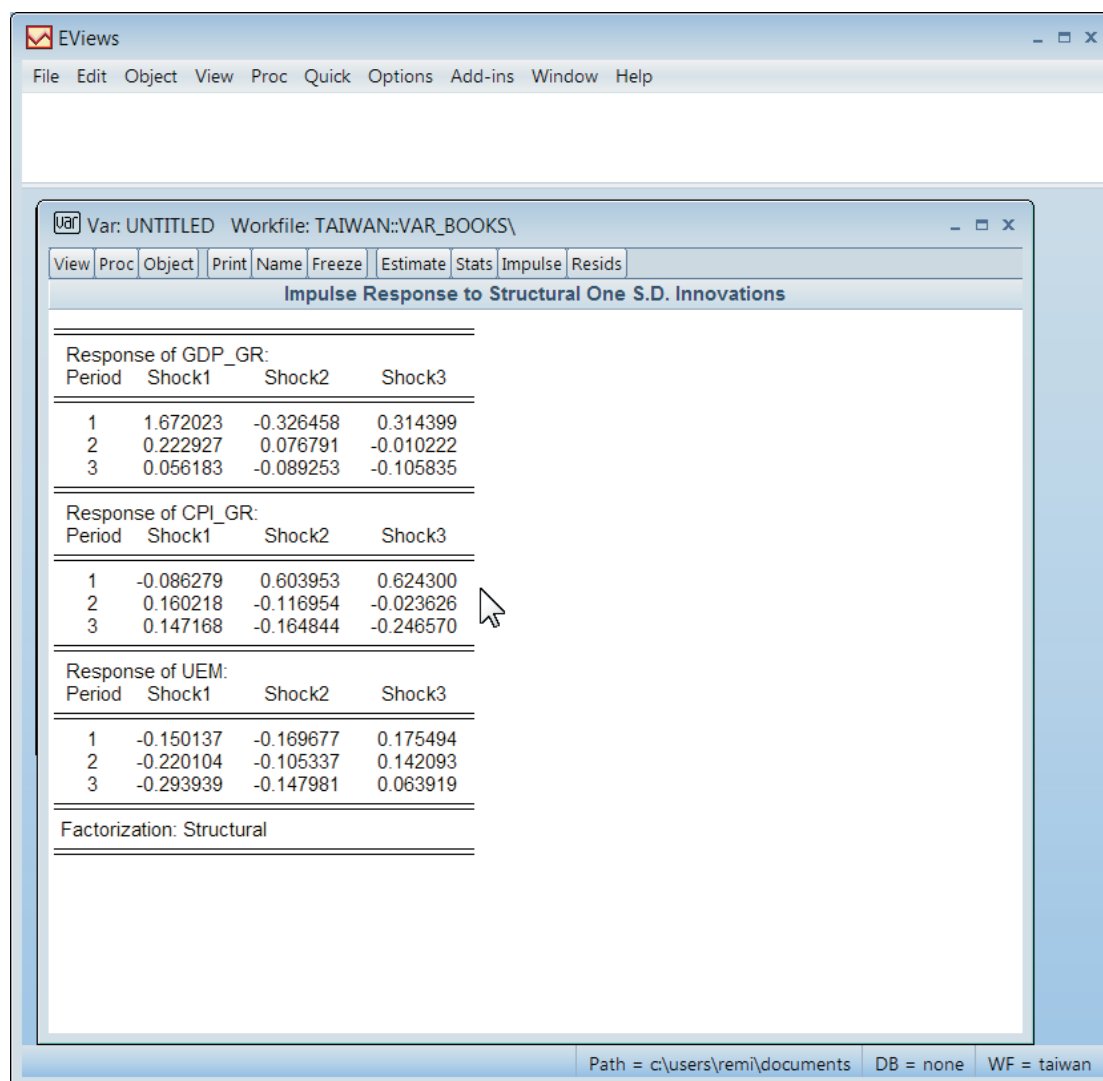 EViews
File Edit Object View Proc Quick Options Add-ins Window Help
var Var: UNTITLED Workfile: TAIWAN::VAR_BOOKS\
View Proc Object Print Name Freeze Estimate Stats Impulse Resids
Impulse Response to Structural One S.D. Innovations
Response of GDP_GR:
Period Shock1 Shock2 Shock3
1 1.672023 -0.326458 0.314399
2 0.222927 0.076791 -0.010222
3 0.056183 -0.089253 -0.105835
Response of CPI_GR:
Period Shock1 Shock2 Shock3
1 -0.086279 0.603953 0.624300
2 0.160218 -0.116954 -0.023626
3 0.147168 -0.164844 -0.246570
Response of UEM:
Period Shock1 Shock2 Shock3
1 -0.150137 -0.169677 0.175494
2 -0.220104 -0.105337 0.142093
3 -0.293939 -0.147981 0.063919
Factorization: Structural
Path = c:\users\remi\documents DB = none WF = taiwan